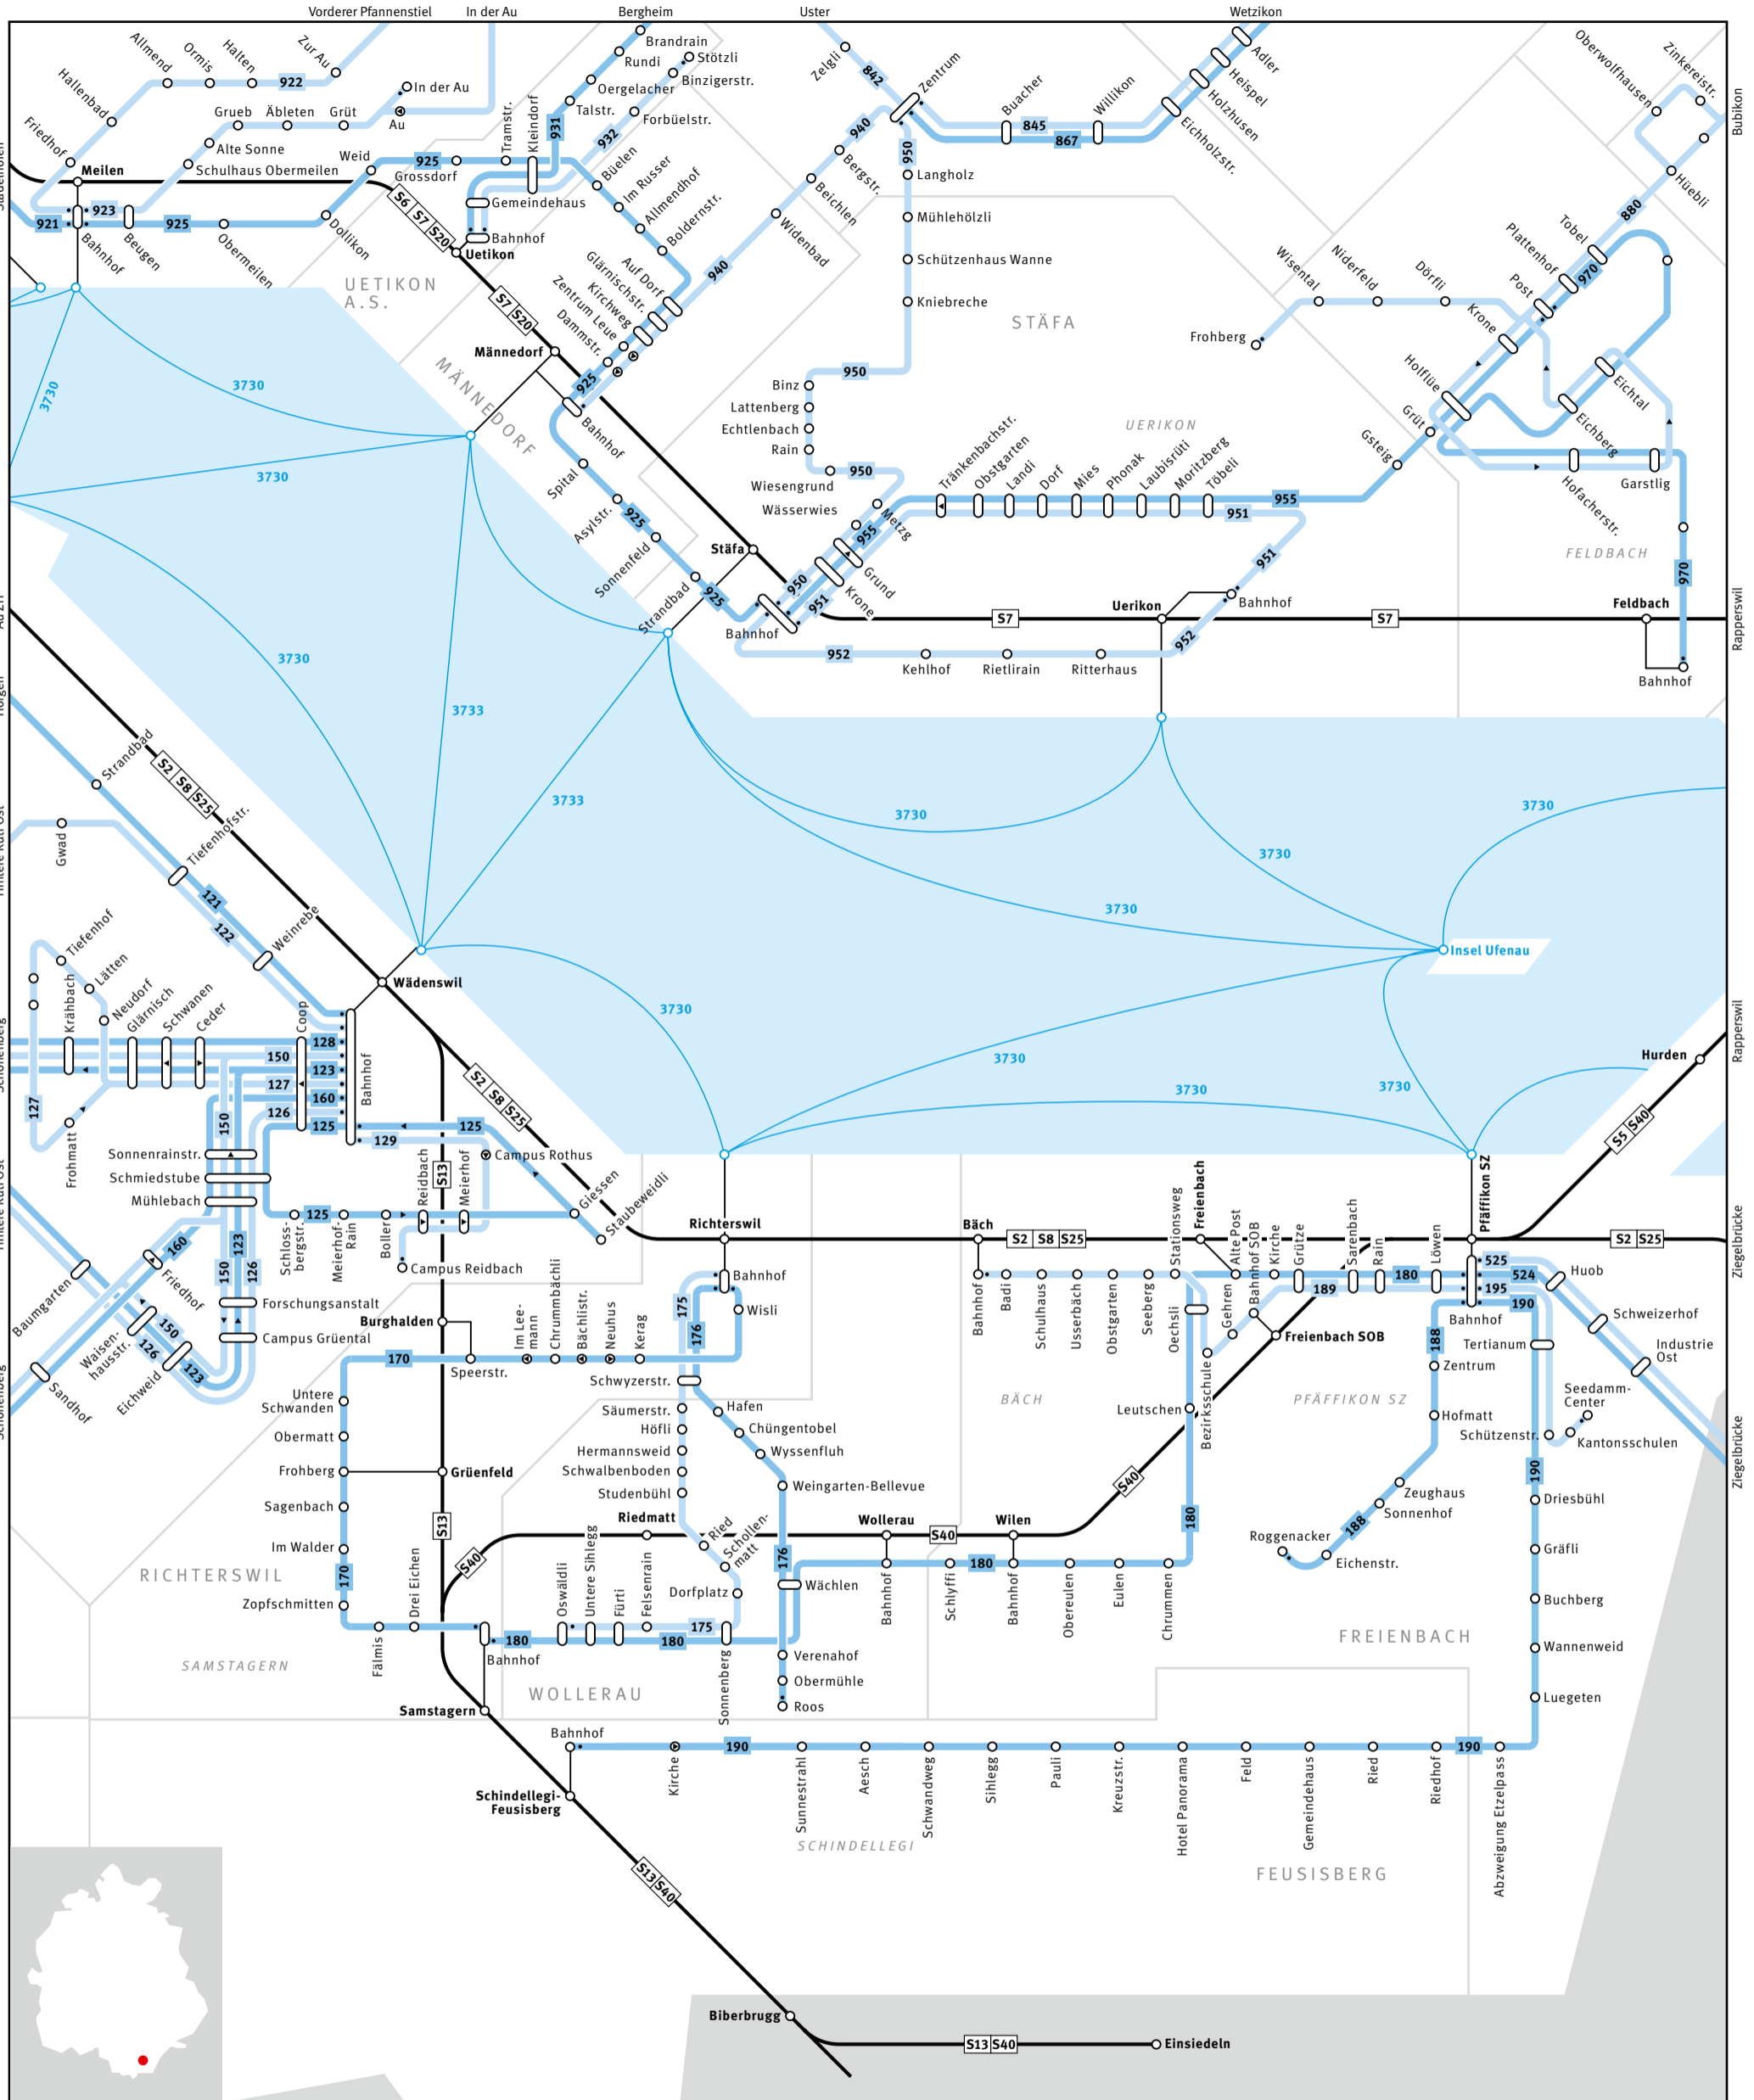 Vorderer Pfannenstiel
In der Au
Bergheim
Uster
Wetzikon
Bubikon
Rapperswil
Rapperswil
Ziegelbrücke
Ziegelbrücke
Allmend
Ormis
Halten
Zur Au
922
Hallenbad
Friedhof
Grueb
Äbleten
Grüt
In der Au
Au
Alte Sonne
Schulhaus Obermeilen
Meilen
923
921
925
Bahnhof
Beugen
Obermeilen
Dollikon
Weid
925
Grossdorf
Tramstr.
Kleindorf
931
932
Brandrain
Rundi
Oergelacher
Talstr.
Stötzli
Binzigerstr.
Forbüelstr.
Büelen
Im Russer
Allmendhof
Boldernstr.
Gemeindehaus
Bahnhof
Uetikon
S6 S7 S20
S7 S20
UETIKON
A.S.
MÄNNEDORF
Männedorf
Auf Dorf
Glärnischstr.
Kirchweg
Zentrum Leue
Dammstr.
925
Bahnhof
Spital
Asylstr.
925
Sonnenfeld
Strandbad
925
Zelgli
842
Zentrum
940
Bergstr.
Beichlen
Widenbad
940
Buacher
845
867
Willikon
Eichholzstr.
Holzhusen
Heispel
Adler
950
Langholz
Mühlehölzli
Schützenhaus Wanne
Kniebreche
STÄFA
950
Binz
Lattenberg
Echtlenbach
Rain
950
Wiesengrund
Wässerwies
Metzg
955
Grund
Krone
950
951
Stäfa
Bahnhof
UERIKON
Tränkenbachstr.
Obstgarten
Landi
Dorf
Mies
Phonak
Laubisrüti
Moritzberg
Töbeli
955
951
951
Bahnhof
Uerikon
952
952
Kehlhof
Rietlirain
Ritterhaus
S7
S7
Oberwolfhausen
Zinkereistr.
Hüebli
880
Tobel
Plattenhof
970
Post
Krone
Wisental
Niderfeld
Dörfli
Frohberg
Holflüe
Grüt
Gsteig
Eichtal
Eichberg
Hofacherstr.
Garstlig
FELDBACH
970
Feldbach
Bahnhof
3730
3730
3730
3730
3733
3733
3730
3730
3730
3730
3730
3730
3730
3730
3730
Insel Ufenau
Strandbad
S2 S8 S25
Gwad
Tiefenhofstr.
121
122
Weinrebe
Wädenswil
Tiefenhof
Lätten
Neudorf
Krähbach
Glärnisch
Schwanen
Ceder
Coop
Bahnhof
128
150
123
127
160
126
125
129
125
127
Frohmatt
150
Sonnenrainstr.
Schmiedstube
Mühlebach
S2 S8 S25
S13
Campus Rothus
Reidbach
Meierhof
Giessen
Staubeweidli
125
Schloss-
bergstr.
Meierhof-
Rain
Boller
Campus Reidbach
160
Friedhof
Baumgarten
Waisen-
hausstr.
Sandhof
Eichweid
150
126
123
150
123
126
Forschungsanstalt
Campus Grüental
Burghalden
170
Speerstr.
Im Lee-
mann
Chrummbächli
Bächlistr.
Neuhus
Kerag
Richterswil
Bahnhof
Wisli
175
176
Schwyzerstr.
Säumerstr.
Höfli
Hermannsweid
Schwalbenboden
Studenbühl
Hafen
Chüngentobel
Wyssenfluh
Weingarten-Bellevue
Untere
Schwanden
Obermatt
Frohberg
Grüenfeld
Sagenbach
Im Walder
170
Zopfschmitten
RICHTERSWIL
SAMSTAGERN
S13
S40
Fälmis
Drei Eichen
Bahnhof
Samstagern
180
Oswäldli
Untere Sihlegg
Fürti
Felsenrain
180
175
Riedmatt
Ried
Schollen-
matt
Dorfplatz
Sonnenberg
176
Wächlen
Verenahof
Obermühle
Roos
WOLLERAU
Wollerau
S40
Wilen
Bahnhof
Schlyffi
180
Bahnhof
Obereulen
Eulen
Chrummen
180
S40
Bäch
S2 S8 S25
Bahnhof
Badi
Schulhaus
Usserbäch
Obstgarten
Seeberg
Stationsweg
Oechsli
BÄCH
Freienbach
Alte Post
Gehren
Bahnhof SOB
Kirche
Grütze
Sarenbach
Rain
Löwen
180
189
Freienbach SOB
Bezirksschule
Leutschen
PFÄFFIKON SZ
Pfäffikon SZ
Hurden
S5 S40
S2 S25
525
524
195
190
Bahnhof
Tertianum
188
Zentrum
Hofmatt
Zeughaus
Sonnenhof
188
Eichenstr.
Roggenacker
Huob
Schweizerhof
Industrie
Ost
Seedamm-
Center
Kantonsschulen
Schützenstr.
190
Driesbühl
Gräfli
Buchberg
Wannenweid
Luegeten
FREIENBACH
Bahnhof
Schindellegi-
Feusisberg
Kirche
190
Sunnestrahl
Aesch
Schwandweg
Sihlegg
Pauli
Kreuzstr.
Hotel Panorama
Feld
Gemeindehaus
Ried
Riedhof
190
Abzweigung Etzelpass
SCHINDELLEGI
FEUSISBERG
S13 S40
Biberbrugg
S13 S40
Einsiedeln